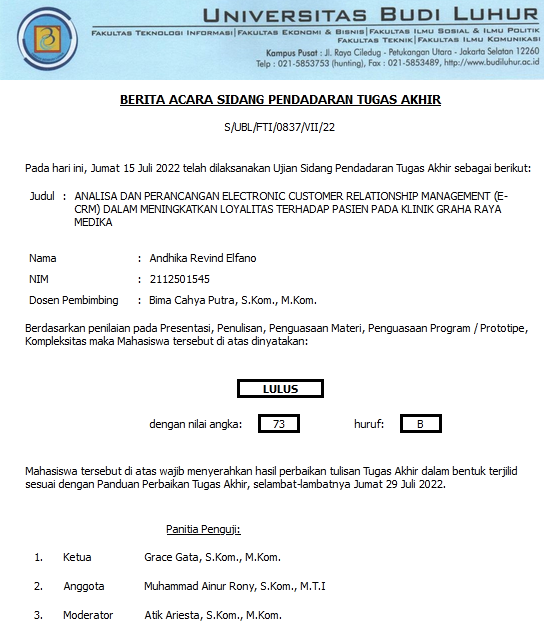 UNIVERSITAS BUDI LUHUR
FAKULTAS TEKNOLOGI INFORMASI|FAKULTAS EKONOMI & BISNIS|FAKULTAS ILMU SOSIAL & ILMU POLITIK
FAKULTAS TEKNIK|FAKULTAS ILMU KOMUNIKASI
Kampus Pusat : Jl. Raya Ciledug - Petukangan Utara - Jakarta Selatan 12260
Telp : 021-5853753 (hunting), Fax : 021-5853489, http://www.budiluhur.ac.id
BERITA ACARA SIDANG PENDADARAN TUGAS AKHIR
S/UBL/FTI/0837/VII/22
Pada hari ini, Jumat 15 Juli 2022 telah dilaksanakan Ujian Sidang Pendadaran Tugas Akhir sebagai berikut:
Judul : ANALISA DAN PERANCANGAN ELECTRONIC CUSTOMER RELATIONSHIP MANAGEMENT (E-
CRM) DALAM MENINGKATKAN LOYALITAS TERHADAP PASIEN PADA KLINIK GRAHA RAYA
MEDIKA
Nama : Andhika Revind Elfano
NIM : 2112501545
Dosen Pembimbing : Bima Cahya Putra, S.Kom., M.Kom.
Berdasarkan penilaian pada Presentasi, Penulisan, Penguasaan Materi, Penguasaan Program / Prototipe,
Kompleksitas maka Mahasiswa tersebut di atas dinyatakan:
LULUS
dengan nilai angka: 73 huruf: B
Mahasiswa tersebut di atas wajib menyerahkan hasil perbaikan tulisan Tugas Akhir dalam bentuk terjilid
sesuai dengan Panduan Perbaikan Tugas Akhir, selambat-lambatnya Jumat 29 Juli 2022.
Panitia Penguji:
1. Ketua Grace Gata, S.Kom., M.Kom.
2. Anggota Muhammad Ainur Rony, S.Kom., M.T.I
3. Moderator Atik Ariesta, S.Kom., M.Kom.